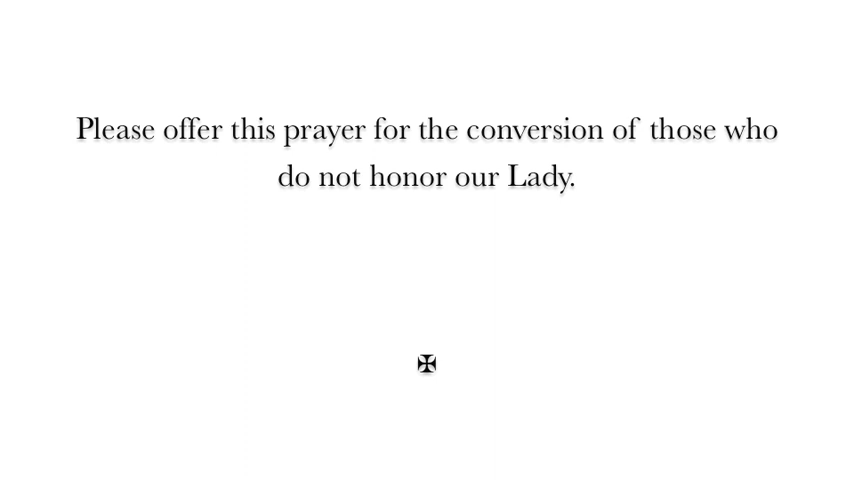 Please offer this prayer for the conversion of those who
do not honor our Lady.
✠